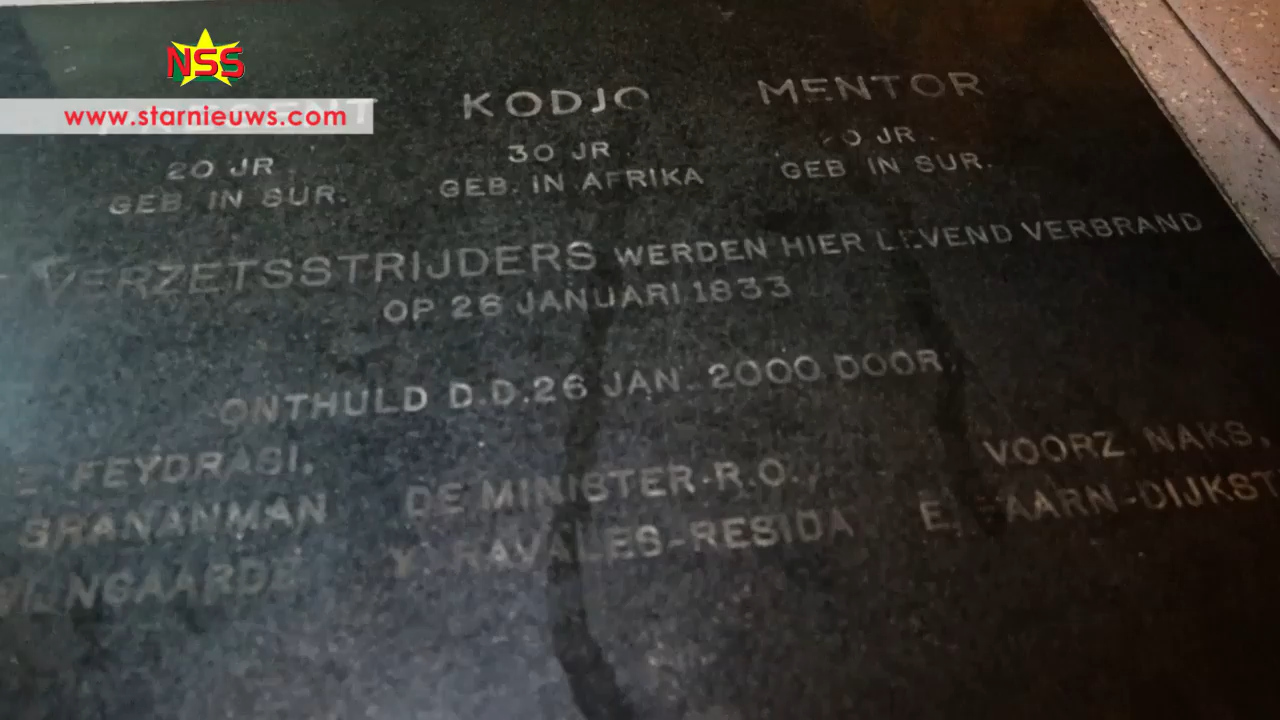 NSS
www.starnieuws.com
KODJO MENTOR
20 JR. 30 JR. JR.
GEB. IN SUR. GEB. IN AFRIKA GEB. IN SUR.
VERZETSSTRIJDERS WERDEN HIER LEVEND VERBRAND
OP 26 JANUARI 1833
ONTHULD D.D. 26 JAN. 2000 DOOR,
FEYDRASI, DE MINISTER R.O., VOORZ. NAKS,
SRANANMAN Y. RAVALES-RESIDA E.
WIJNGAARDE